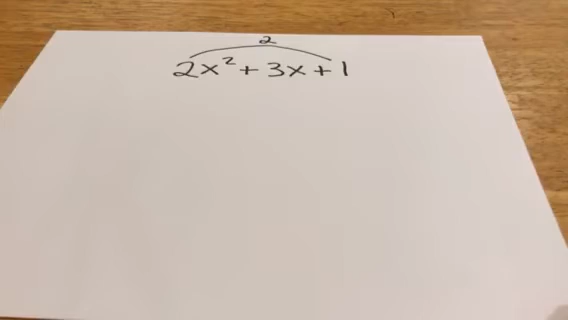 2
2x² + 3x + 1